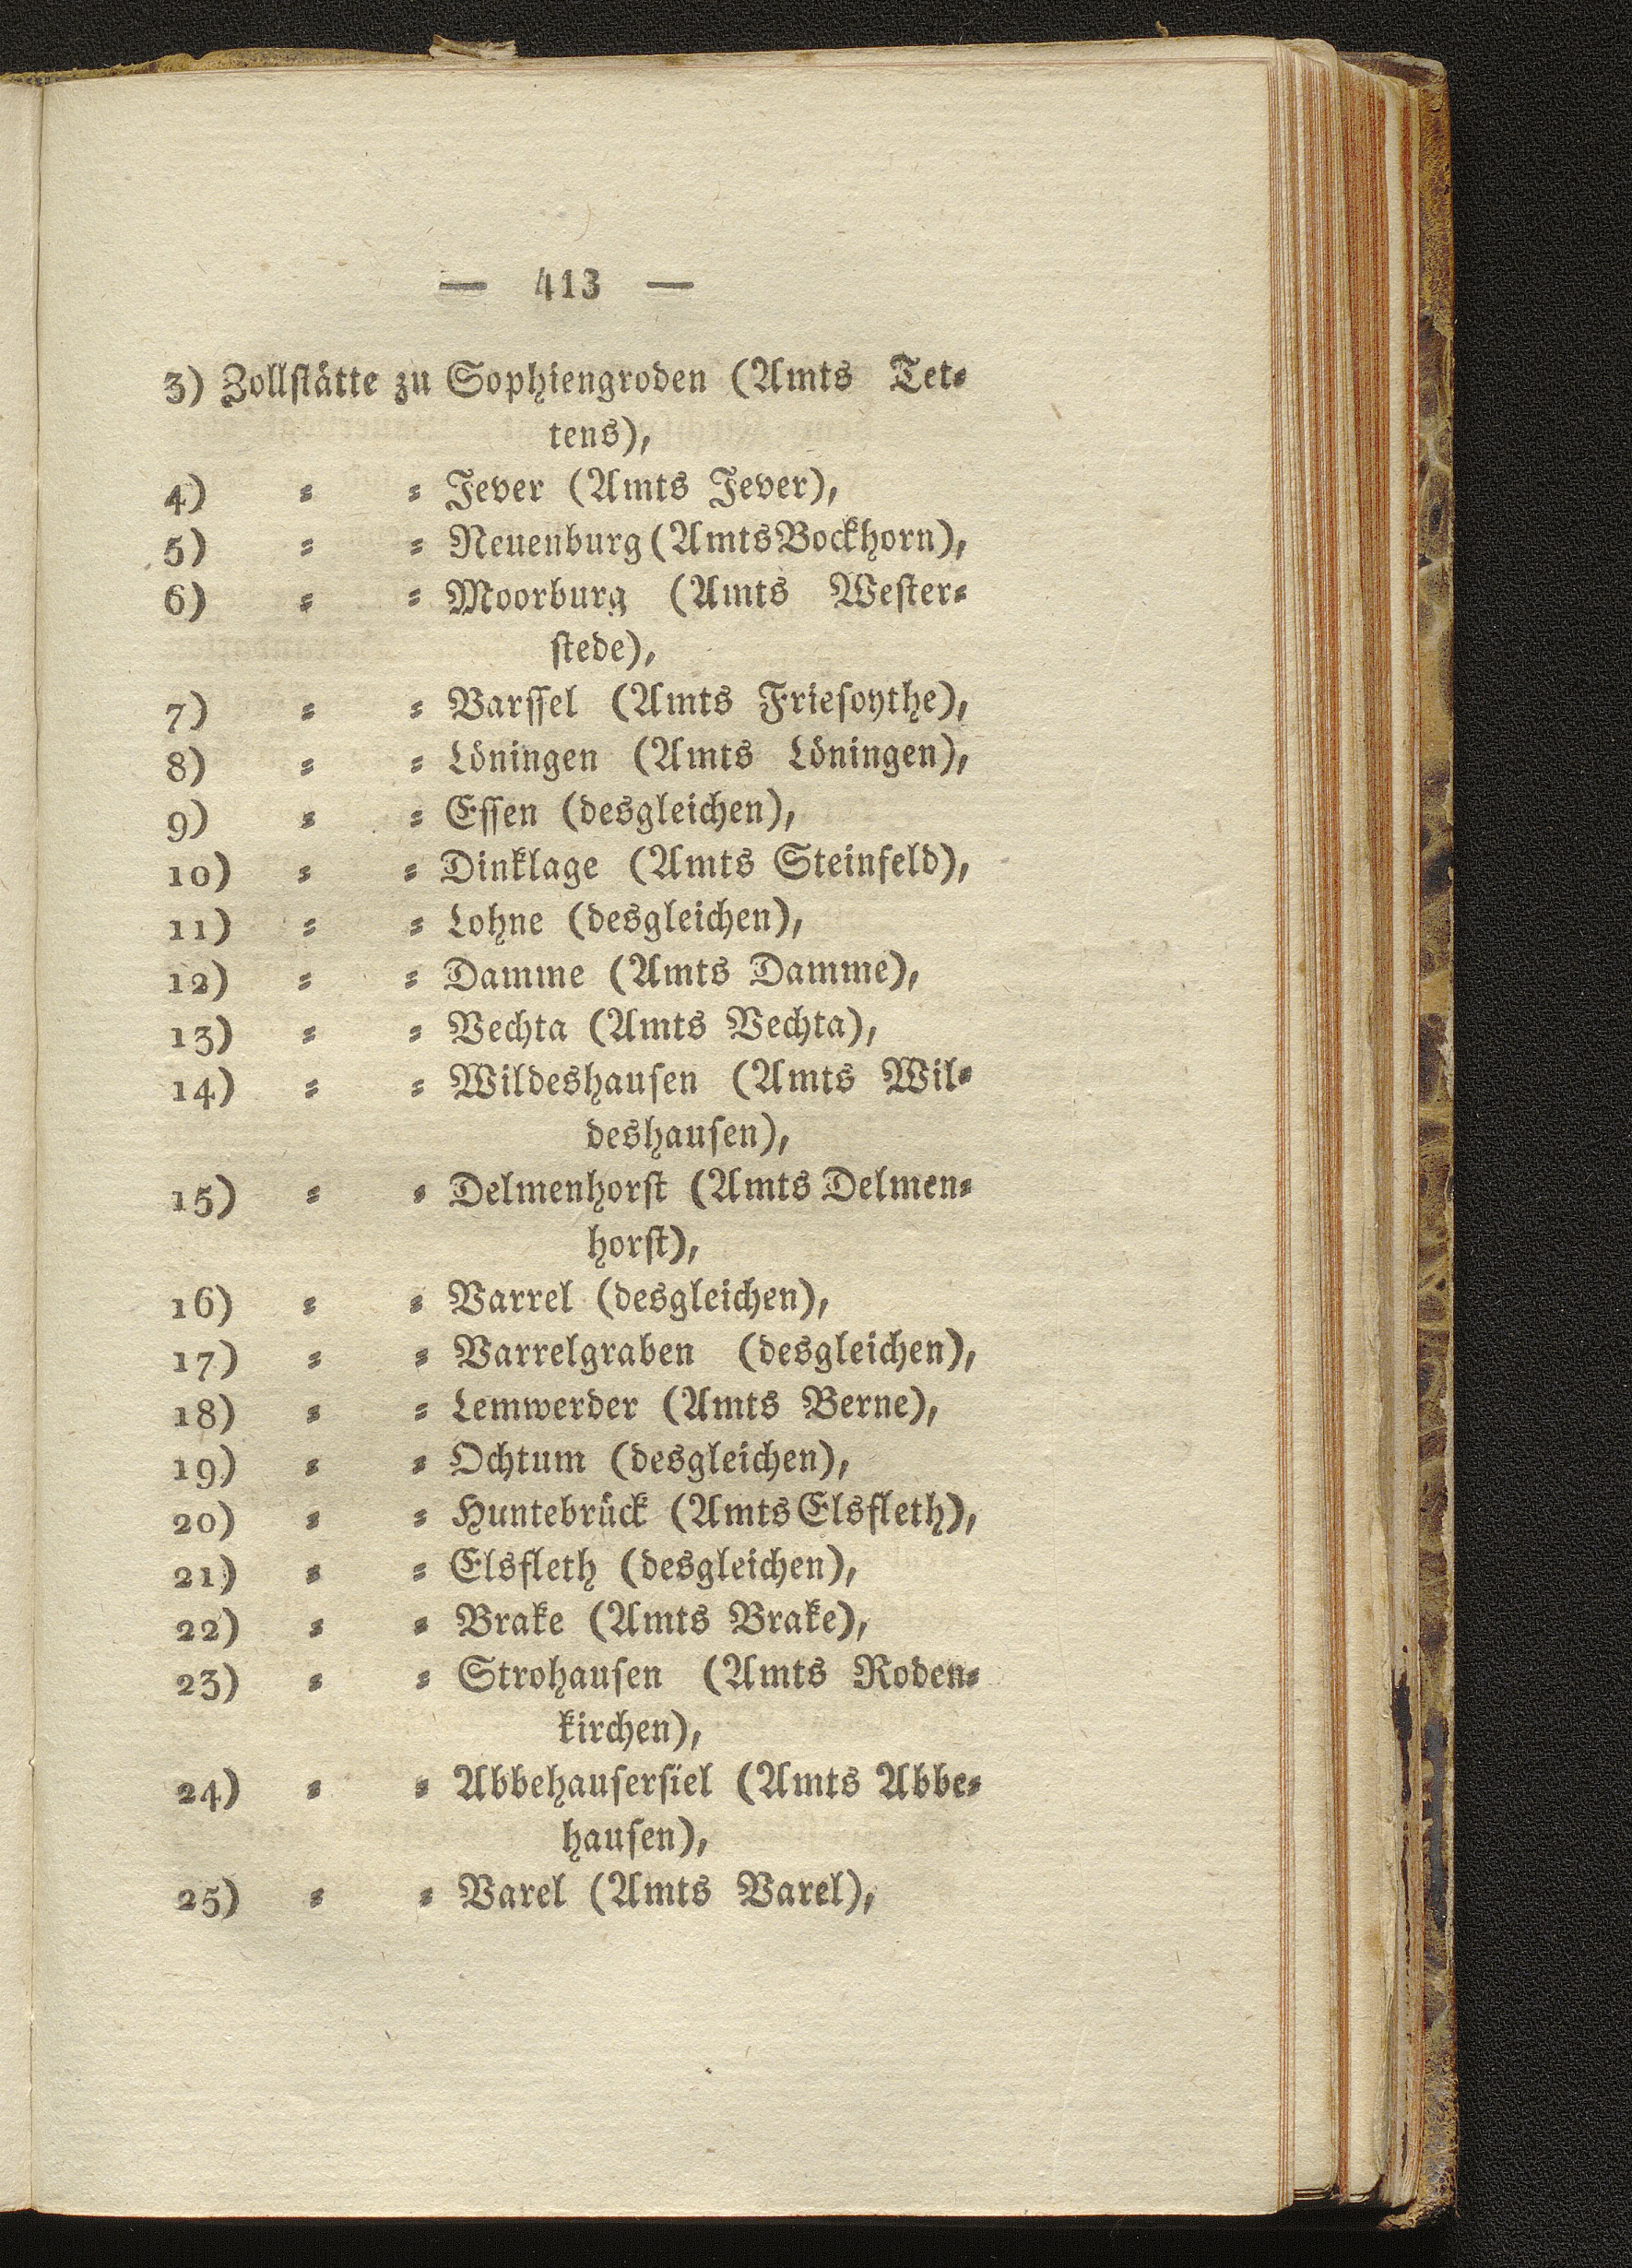 — 413 —
3) Zollſtätte zu Sophiengroden (Amts Tet⸗
tens),
4) ⸗ ⸗ Jever (Amts Jever),
5) ⸗ ⸗ Neuenburg (Amts Bockhorn),
6) ⸗ ⸗ Moorburg (Amts Weſter⸗
ſtede),
7) ⸗ ⸗ Varſſel (Amts Frieſoythe),
8) ⸗ ⸗ Löningen (Amts Löningen),
9) ⸗ ⸗ Eſſen (desgleichen),
10) ⸗ ⸗ Dinklage (Amts Steinfeld),
11) ⸗ ⸗ Lohne (desgleichen),
12) ⸗ ⸗ Damme (Amts Damme),
13) ⸗ ⸗ Vechta (Amts Vechta),
14) ⸗ ⸗ Wildeshauſen (Amts Wil⸗
deshauſen),
15) ⸗ ⸗ Delmenhorſt (Amts Delmen⸗
horſt),
16) ⸗ ⸗ Varrel (desgleichen),
17) ⸗ ⸗ Varrelgraben (desgleichen),
18) ⸗ ⸗ Lemwerder (Amts Berne),
19) ⸗ ⸗ Ochtum (desgleichen),
20) ⸗ ⸗ Huntebrück (Amts Elsfleth),
21) ⸗ ⸗ Elsfleth (desgleichen),
22) ⸗ ⸗ Brake (Amts Brake),
23) ⸗ ⸗ Strohauſen (Amts Roden⸗
kirchen),
24) ⸗ ⸗ Abbehauſerſiel (Amts Abbe⸗
hauſen),
25) ⸗ ⸗ Varel (Amts Varel),